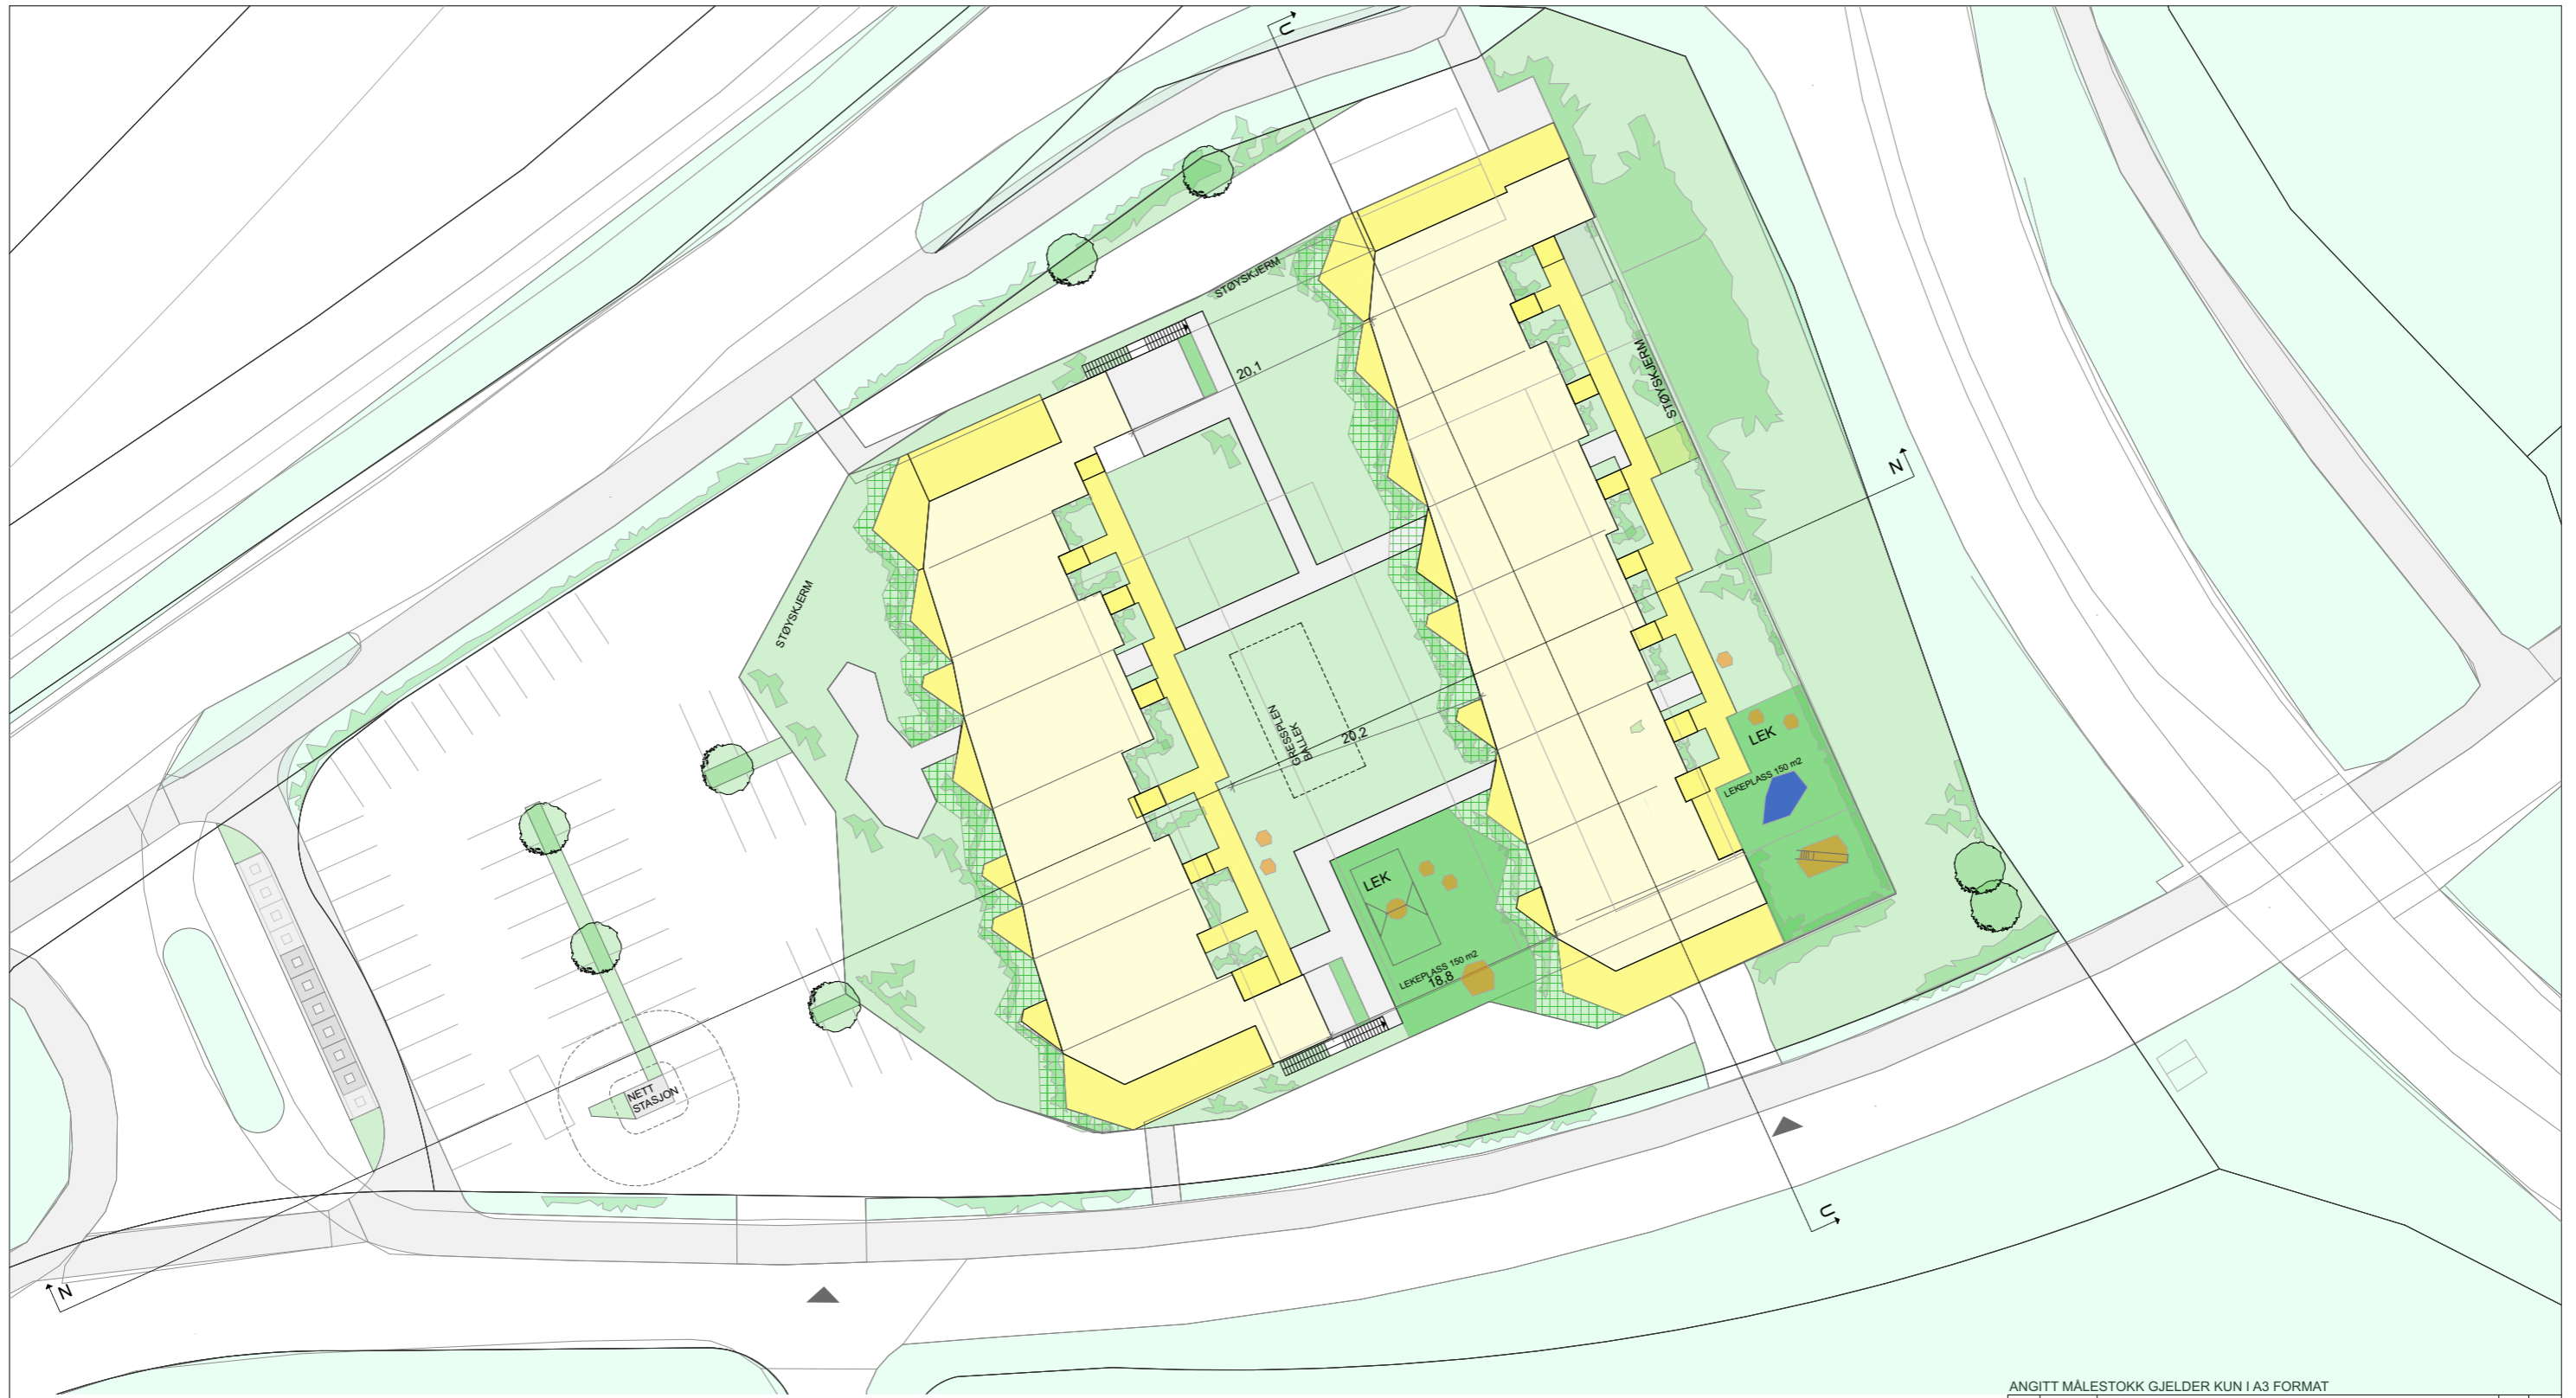 U
STØYSKJERM
20,1
STØYSKJERM
N
STØYSKJERM
GRESSPLEN
BALLEK
20,2
LEK
LEKEPLASS 150 m2
LEK
LEKEPLASS 150 m2
18,8
NETT
STASJON
U
N
ANGITT MÅLESTOKK GJELDER KUN I A3 FORMAT